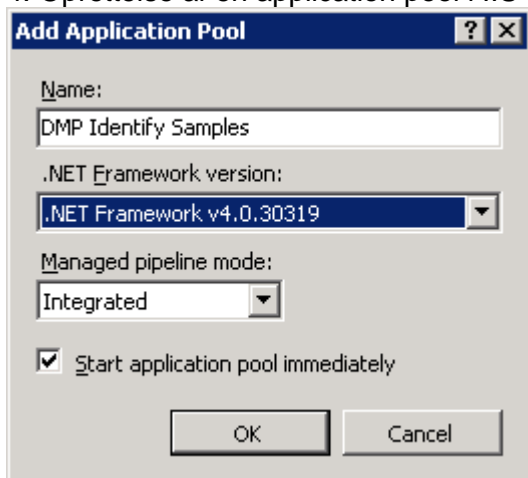 Add Application Pool
Name:
DMP Identify Samples
.NET Framework version:
.NET Framework v4.0.30319
Managed pipeline mode:
Integrated
Start application pool immediately
OK Cancel